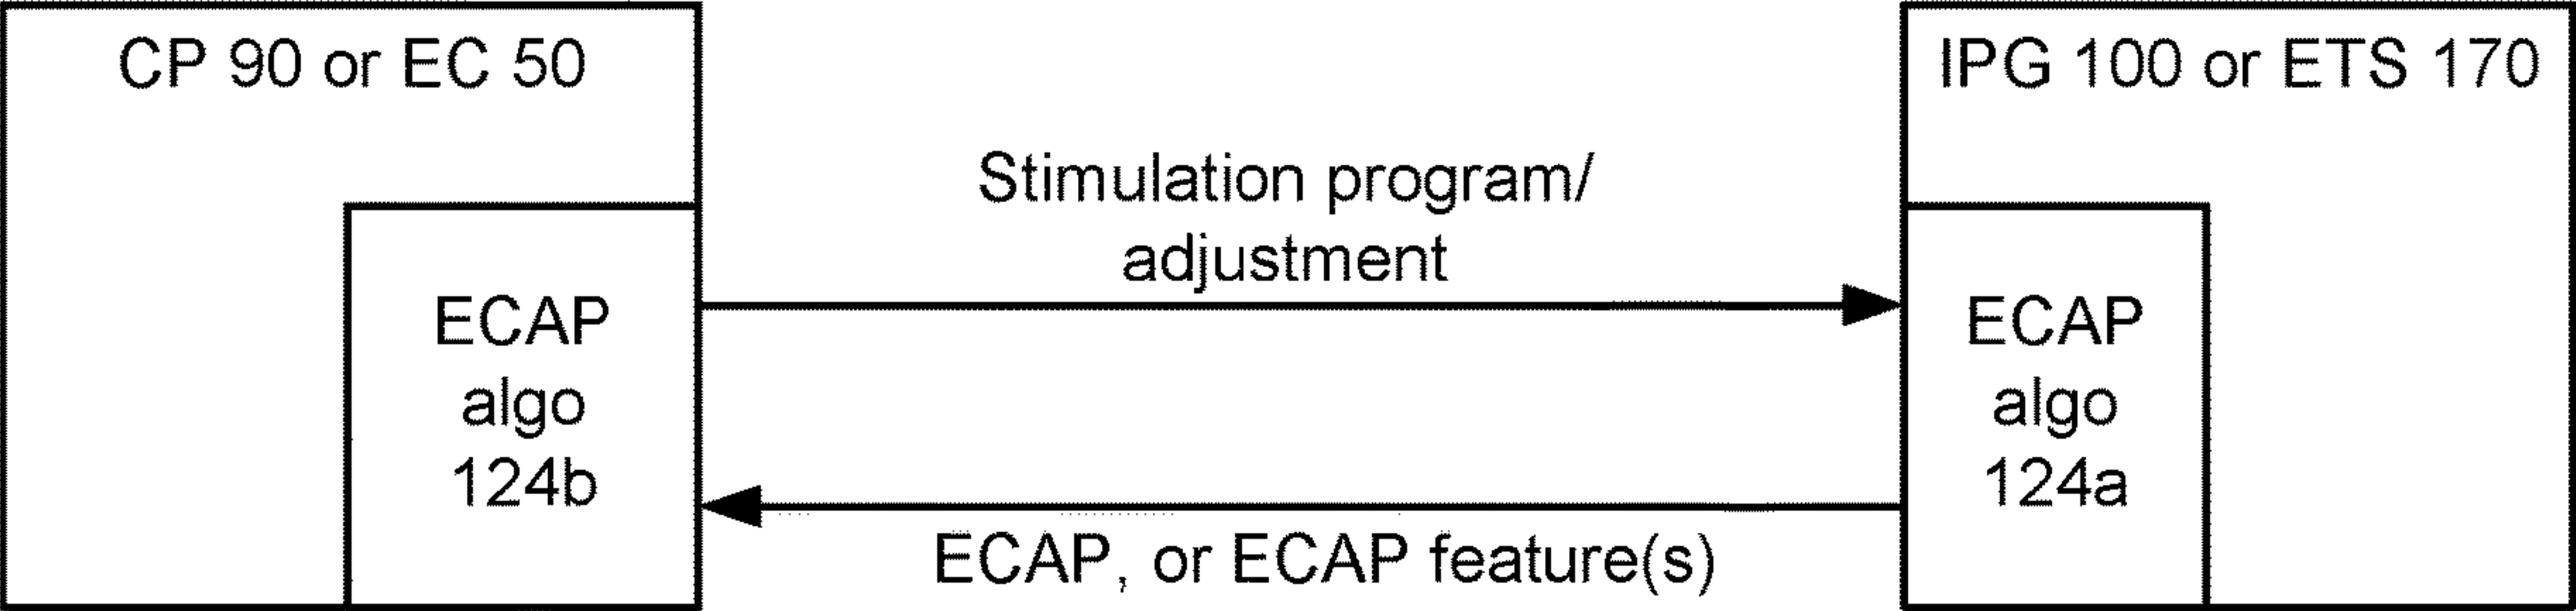 CP 90 or EC 50
ECAP
algo
124b
Stimulation program/
adjustment
ECAP, or ECAP feature(s)
IPG 100 or ETS 170
ECAP
algo
124a